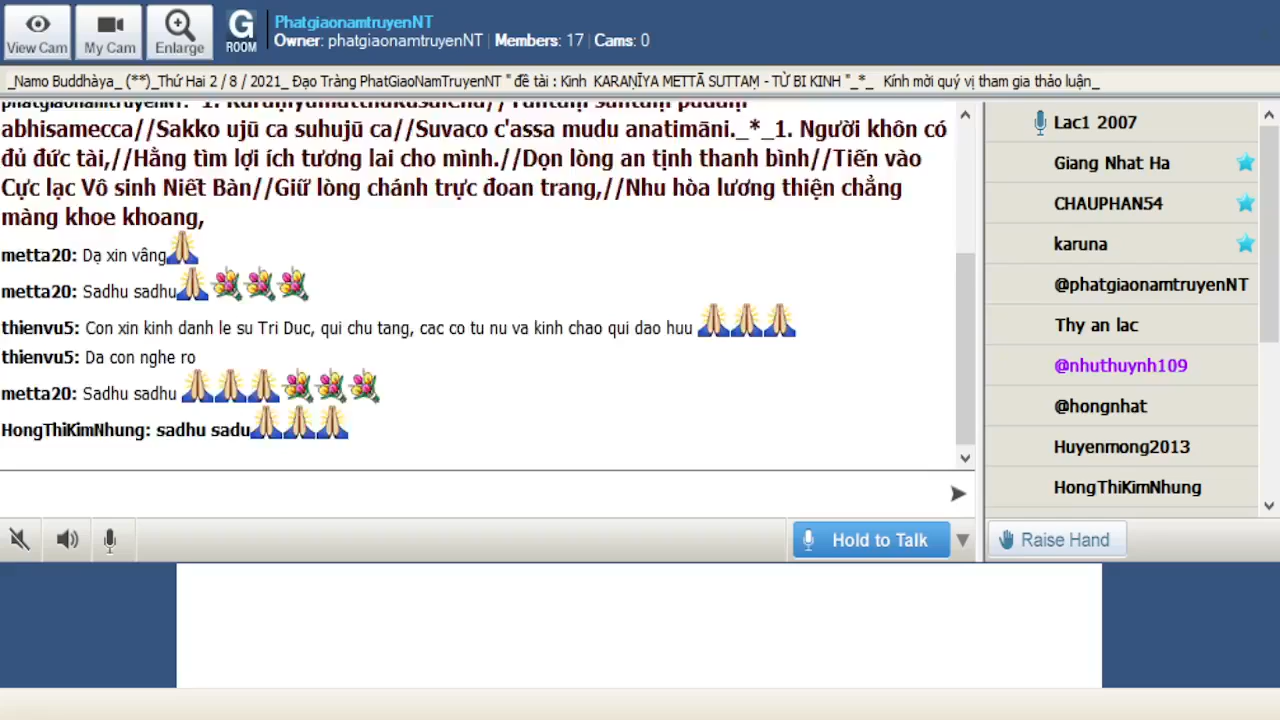 View Cam
My Cam
Enlarge
G
ROOM
PhatgiaonamtruyenNT
Owner: phatgiaonamtruyenNT | Members: 17 | Cams: 0
_Namo Buddhàya_ (**)_Thứ Hai 2 / 8 / 2021_ Đạo Tràng PhatGiaoNamTruyenNT " đề tài : Kinh KARAṆĪYA METTĀ SUTTAṂ - TỪ BI KINH "_*_ Kính mời quý vị tham gia thảo luận_
abhisamecca//Sakko ujū ca suhujū ca//Suvaco c'assa mudu anatimāni._*_1. Người khôn có
đủ đức tài,//Hằng tìm lợi ích tương lai cho mình.//Dọn lòng an tịnh thanh bình//Tiến vào
Cực lạc Vô sinh Niết Bàn//Giữ lòng chánh trực đoan trang,//Nhu hòa lương thiện chẳng
màng khoe khoang,
metta20: Dạ xin vâng
metta20: Sadhu sadhu
thienvu5: Con xin kinh danh le su Tri Duc, qui chu tang, cac co tu nu va kinh chao qui dao huu
thienvu5: Da con nghe ro
metta20: Sadhu sadhu
HongThiKimNhung: sadhu sadu
Lac1 2007
Giang Nhat Ha
CHAUPHAN54
karuna
@phatgiaonamtruyenNT
Thy an lac
@nhuthuynh109
@hongnhat
Huyenmong2013
HongThiKimNhung
Hold to Talk
Raise Hand